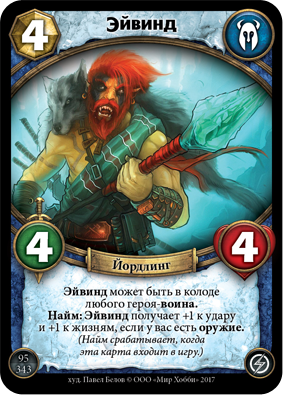 4
Эйвинд
4
4
Йордлинг
Эйвинд может быть в колоде
любого героя-воина.
Найм: Эйвинд получает +1 к удару
и +1 к жизням, если у вас есть оружие.
(Найм срабатывает, когда
эта карта входит в игру.)
95
343
худ. Павел Белов © ООО «Мир Хобби» 2017